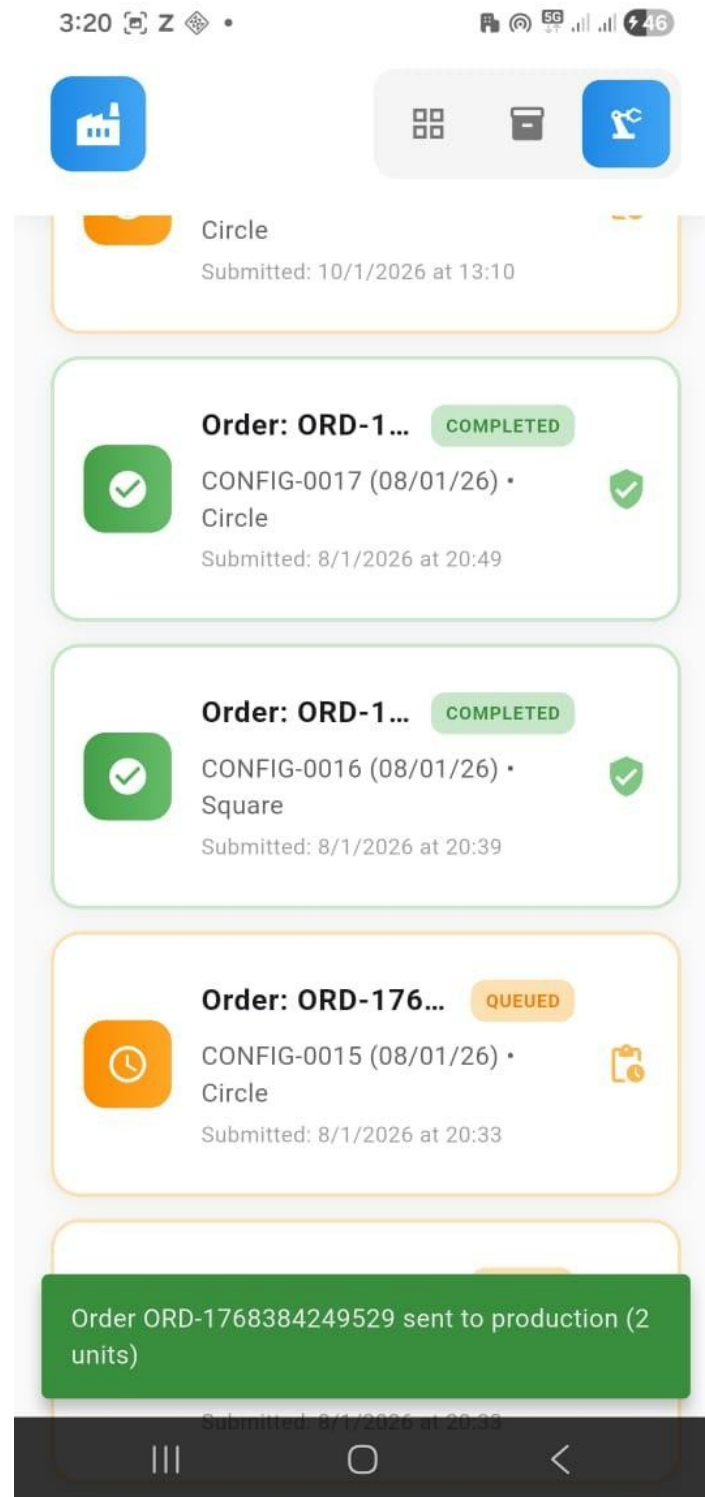 3:20 Z
5G 46
Circle
Submitted: 10/1/2026 at 13:10
Order: ORD-1... COMPLETED
CONFIG-0017 (08/01/26) •
Circle
Submitted: 8/1/2026 at 20:49
Order: ORD-1... COMPLETED
CONFIG-0016 (08/01/26) •
Square
Submitted: 8/1/2026 at 20:39
Order: ORD-176... QUEUED
CONFIG-0015 (08/01/26) •
Circle
Submitted: 8/1/2026 at 20:33
Order ORD-1768384249529 sent to production (2
units)